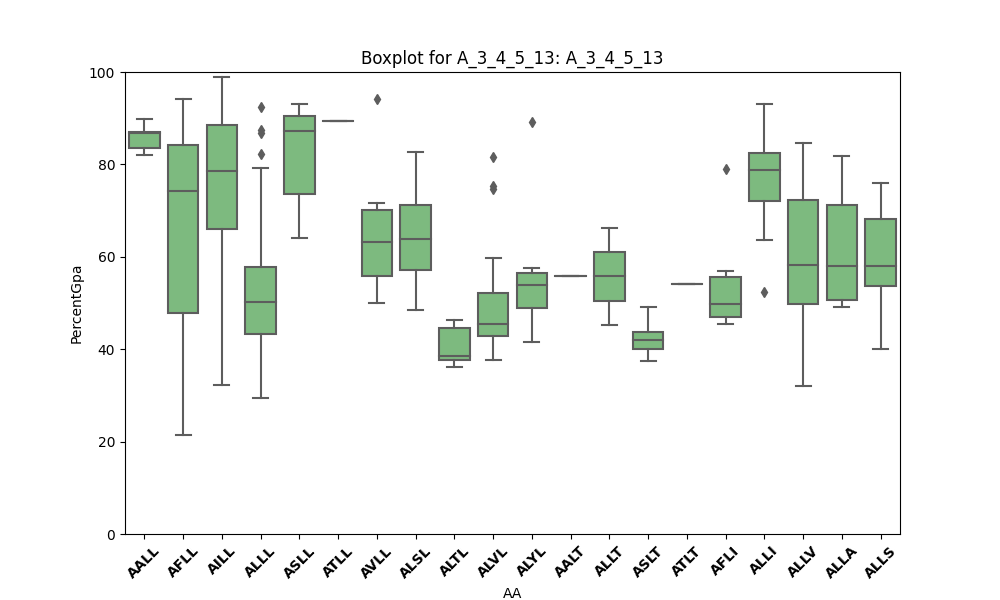 Boxplot for A_3_4_5_13: A_3_4_5_13
100
80
60
40
20
0
PercentGpa
AALL AFLL AILL ALLL ASLL ATLL AVLL ALSL ALTL ALVL ALYL AALT ALLT ASLT ATLT AFLI ALLI ALLV ALLA ALLS
AA